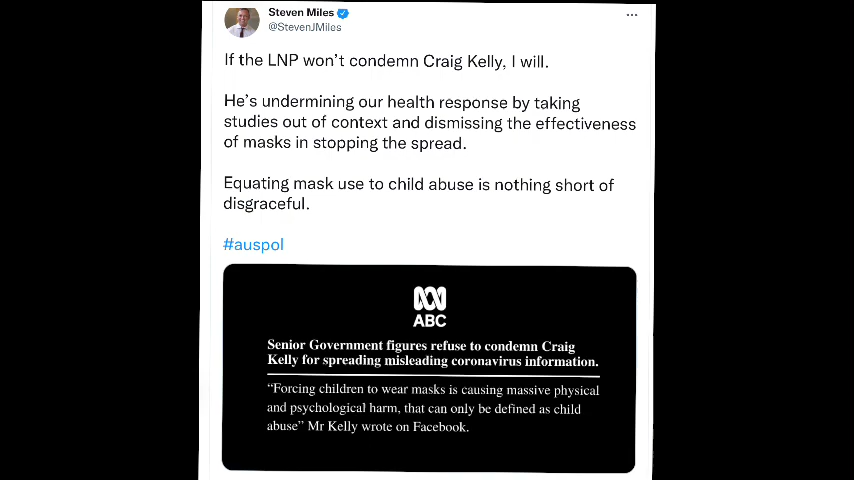 Steven Miles
@StevenJMiles
If the LNP won't condemn Craig Kelly, I will.
He's undermining our health response by taking
studies out of context and dismissing the effectiveness
of masks in stopping the spread.
Equating mask use to child abuse is nothing short of
disgraceful.
#auspol
ABC
Senior Government figures refuse to condemn Craig
Kelly for spreading misleading coronavirus information.
“Forcing children to wear masks is causing massive physical
and psychological harm, that can only be defined as child
abuse” Mr Kelly wrote on Facebook.